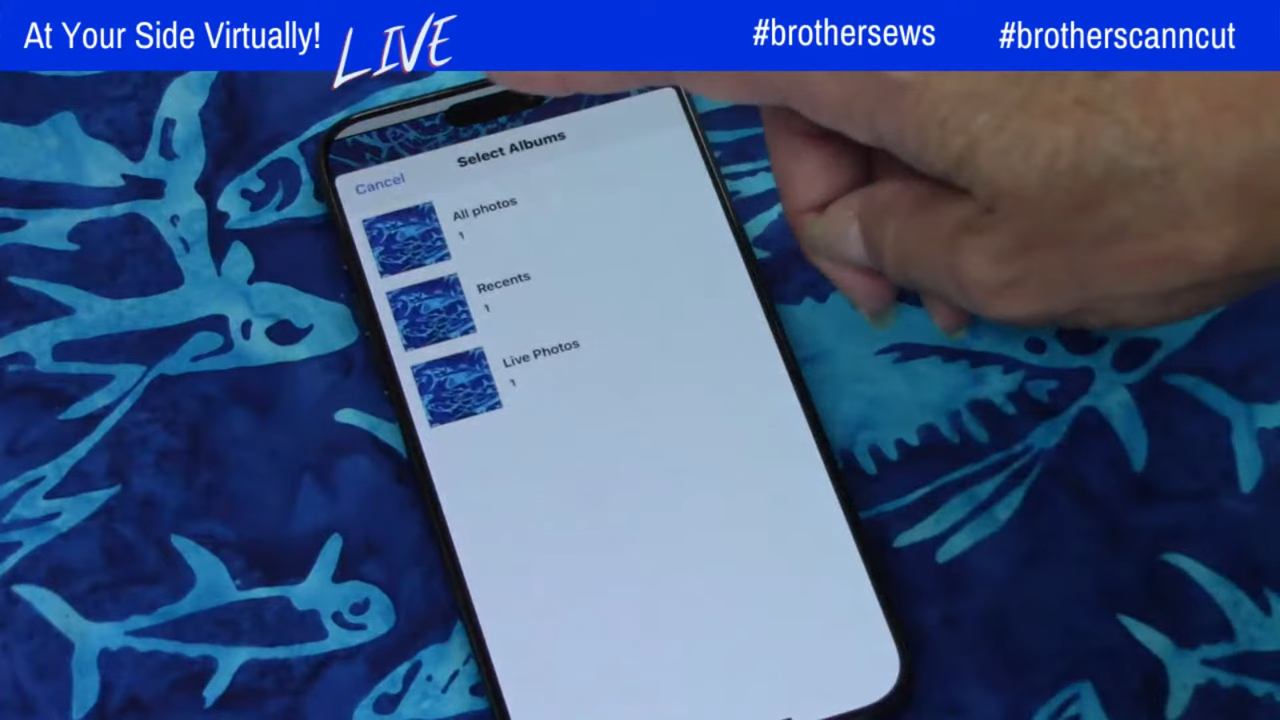 At Your Side Virtually! LIVE
#brothersews
#brotherscanncut
Select Albums
Cancel
All photos
1
Recents
1
Live Photos
1